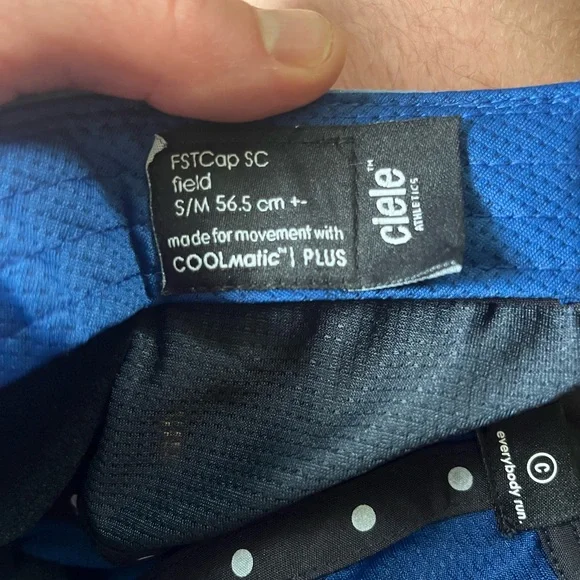 FSTCap SC
field
S/M 56.5 cm +-
made for movement with
COOLmatic™ | PLUS
ciele™
ATHLETICS
C
everybody run.